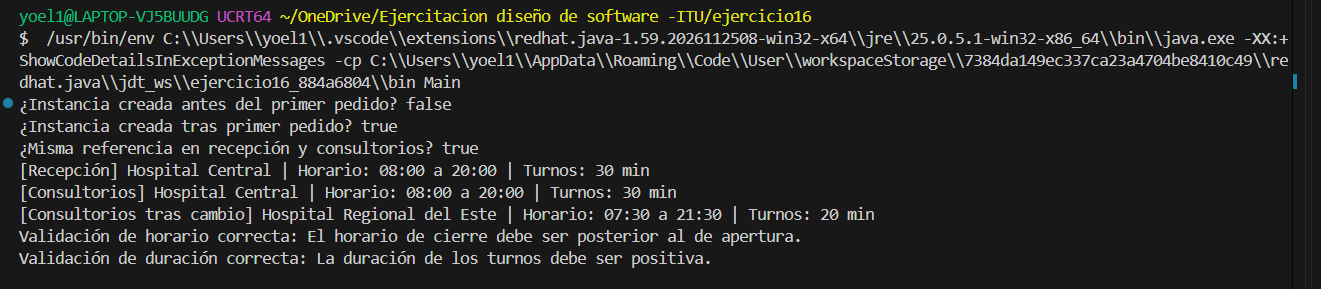 yoel1@LAPTOP-VJ5BUUDG UCRT64 ~/OneDrive/Ejercitacion diseño de software -ITU/ejercicio16
$  /usr/bin/env C:\\Users\\yoel1\\.vscode\\extensions\\redhat.java-1.59.2026112508-win32-x64\\jre\\25.0.5.1-win32-x86_64\\bin\\java.exe -XX:+
ShowCodeDetailsInExceptionMessages -cp C:\\Users\\yoel1\\AppData\\Roaming\\Code\\User\\workspaceStorage\\7384da149ec337ca23a4704be8410c49\\re
dhat.java\\jdt_ws\\ejercicio16_884a6804\\bin Main
¿Instancia creada antes del primer pedido? false
¿Instancia creada tras primer pedido? true
¿Misma referencia en recepción y consultorios? true
[Recepción] Hospital Central | Horario: 08:00 a 20:00 | Turnos: 30 min
[Consultorios] Hospital Central | Horario: 08:00 a 20:00 | Turnos: 30 min
[Consultorios tras cambio] Hospital Regional del Este | Horario: 07:30 a 21:30 | Turnos: 20 min
Validación de horario correcta: El horario de cierre debe ser posterior al de apertura.
Validación de duración correcta: La duración de los turnos debe ser positiva.